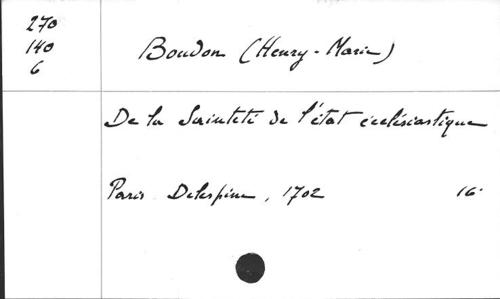 270
140
6
Boudon (Henry-Marie)
De la Sainteté de l'état ecclésiastique
Paris Delespine, 1702 16°